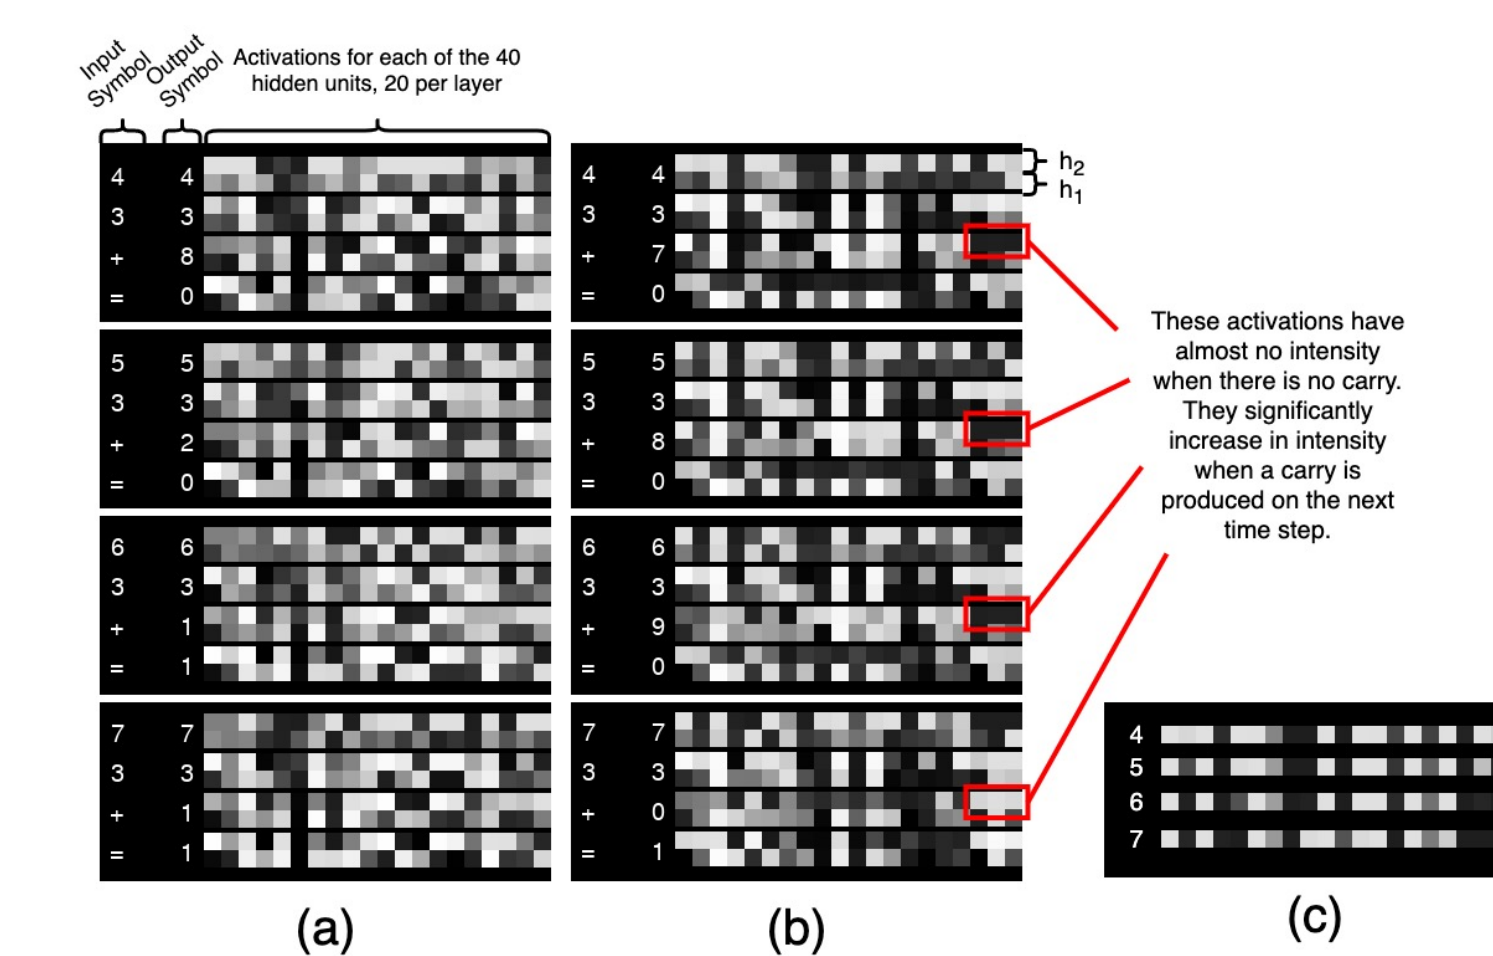 Input
Symbol
Output
Symbol
Activations for each of the 40
hidden units, 20 per layer
4 4
3 3
+ 8
= 0
5 5
3 3
+ 2
= 0
6 6
3 3
+ 1
= 1
7 7
3 3
+ 1
= 1
(a)
4 4
3 3
+ 7
= 0
5 5
3 3
+ 8
= 0
6 6
3 3
+ 9
= 0
7 7
3 3
+ 0
= 1
(b)
h₂
h₁
These activations have
almost no intensity
when there is no carry.
They significantly
increase in intensity
when a carry is
produced on the next
time step.
4
5
6
7
(c)